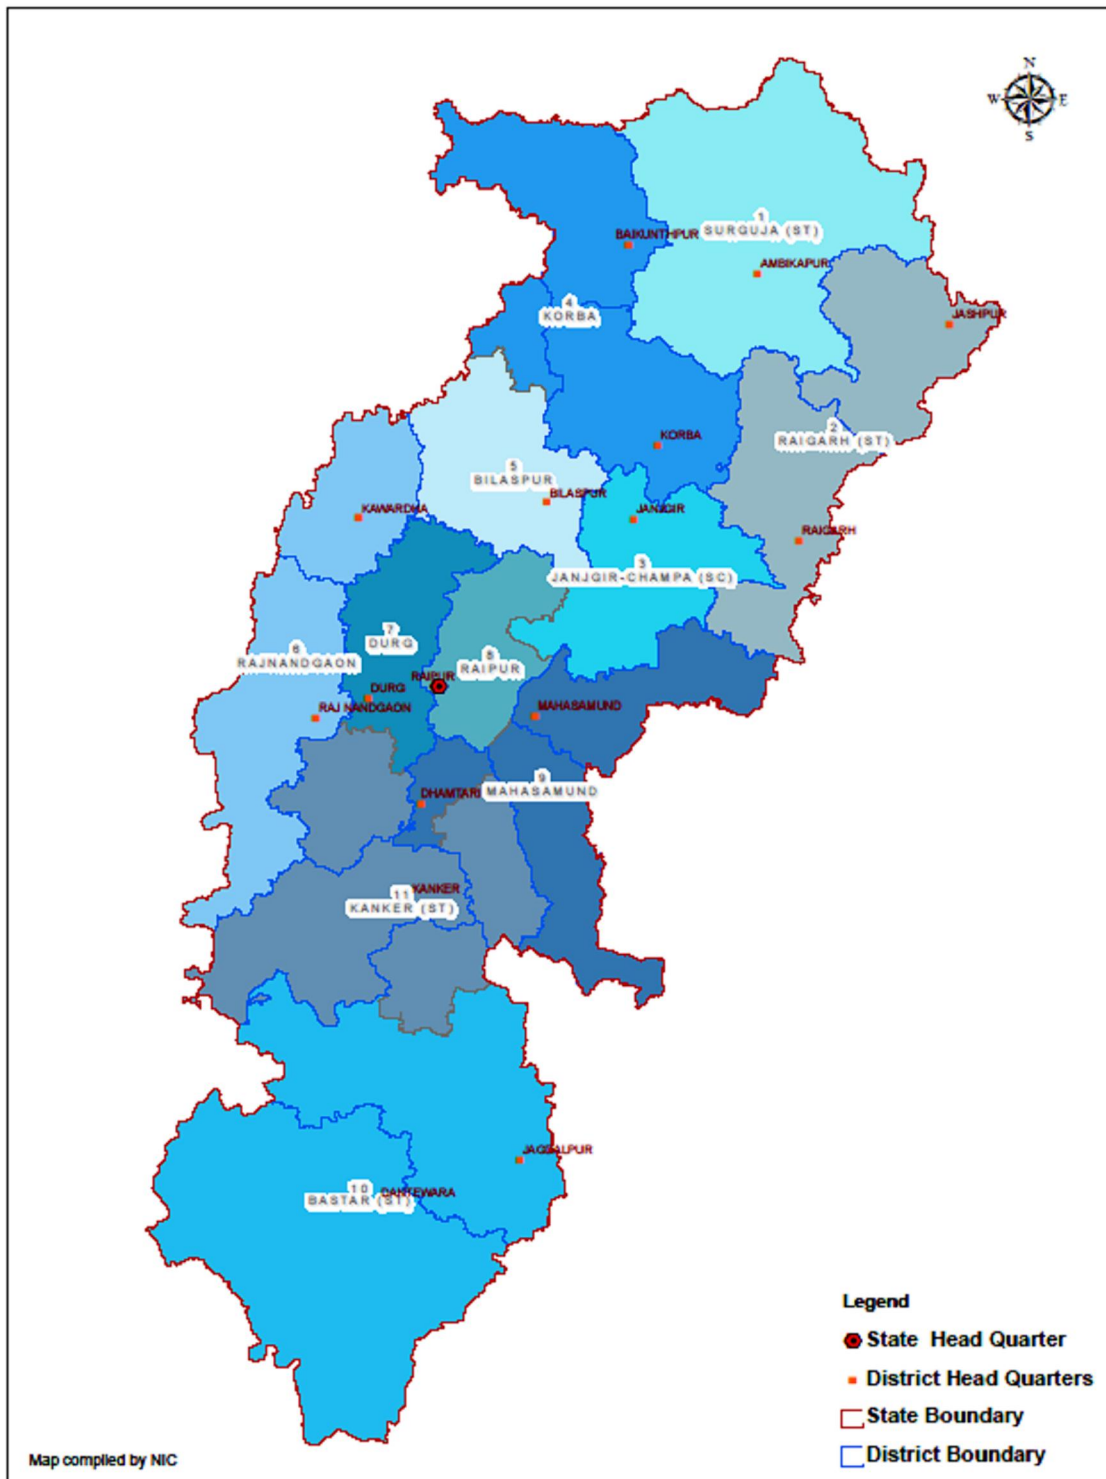 N
W E
S
1
SURGUJA (ST)
BAIKUNTHPUR
AMBIKAPUR
4
KORBA
JASHPUR
2
RAIGARH (ST)
KORBA
5
BILASPUR
BILASPUR
KAWARDHA
JANJGIR
RAIGARH
3
JANJGIR-CHAMPA (SC)
7
DURG
6
RAJNANDGAON
8
RAIPUR
RAIPUR
DURG
RAJ NANDGAON
MAHASAMUND
9
MAHASAMUND
DHAMTARI
11
KANKER
KANKER (ST)
JAGDALPUR
10
DANTEWARA
BASTAR (ST)
Legend
State Head Quarter
District Head Quarters
State Boundary
District Boundary
Map compiled by NIC